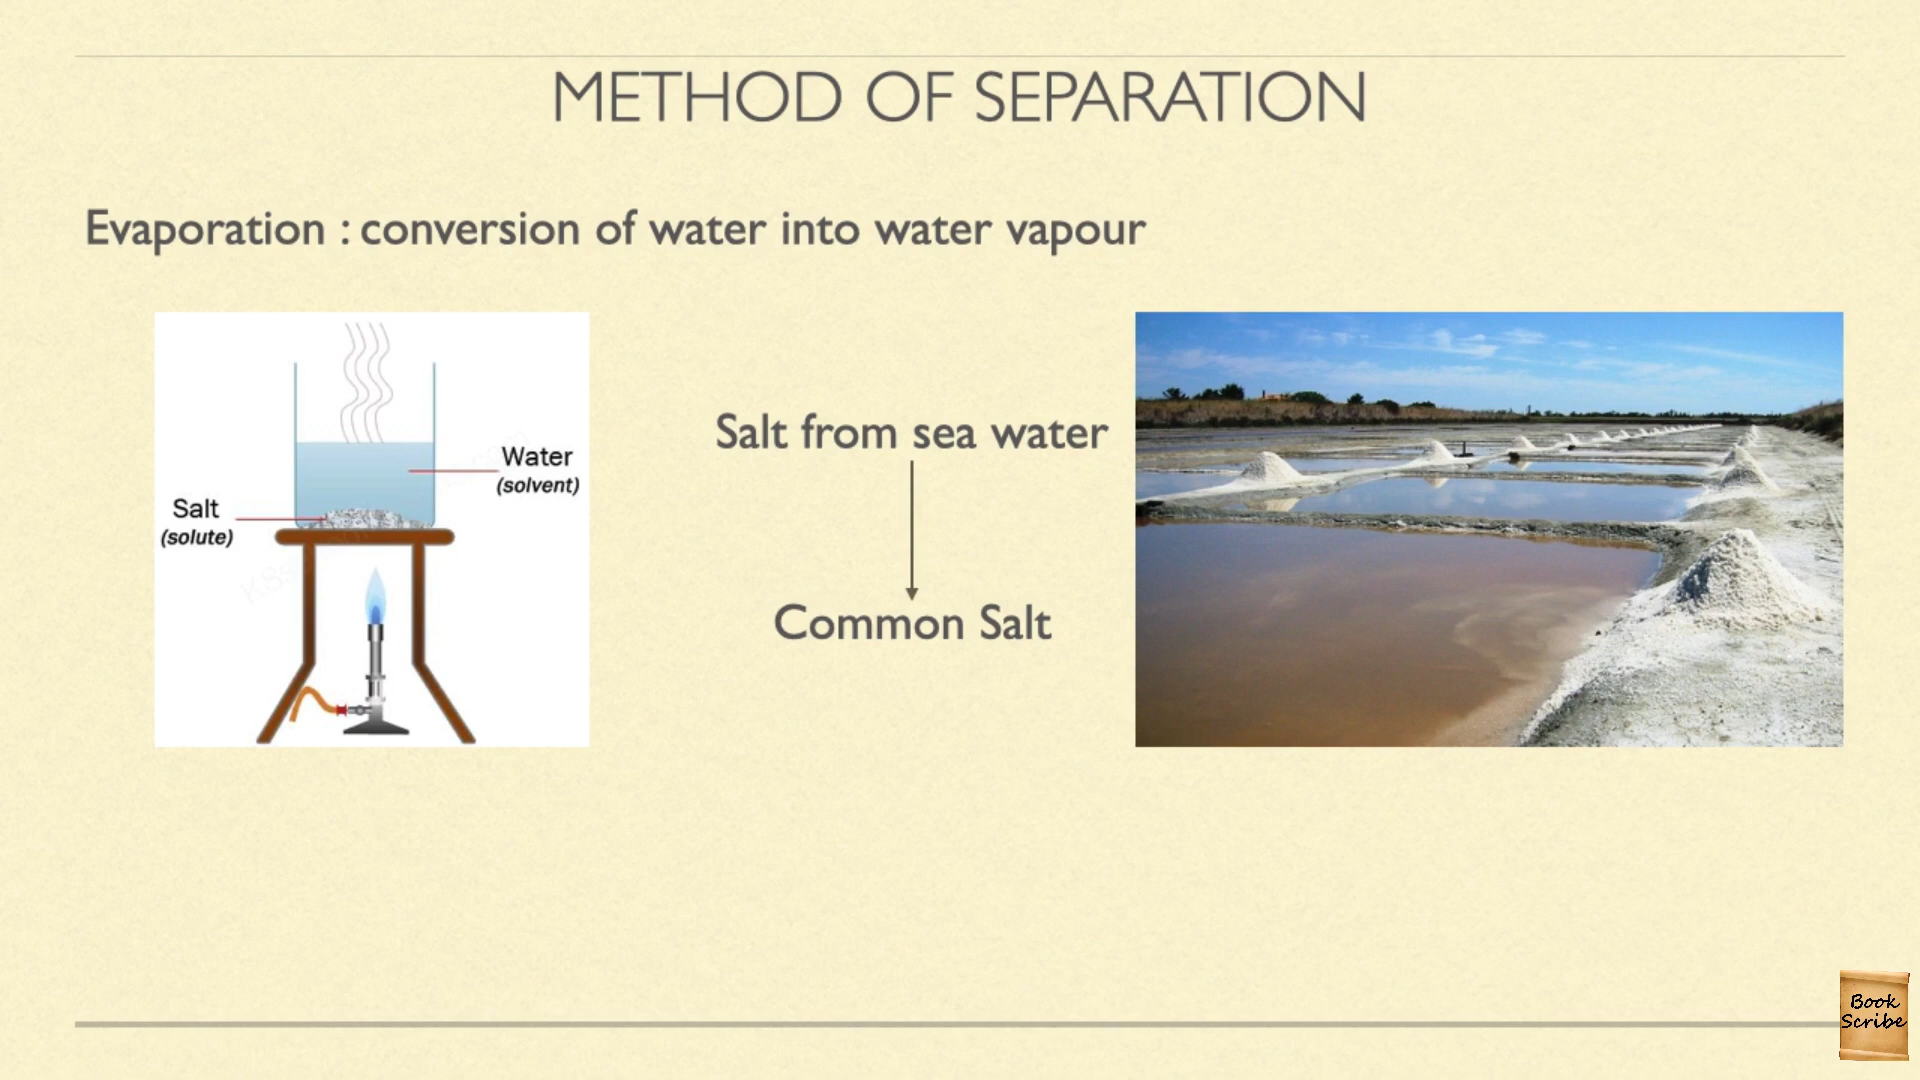 METHOD OF SEPARATION
Evaporation : conversion of water into water vapour
Water
(solvent)
Salt
(solute)
Salt from sea water
Common Salt
Book
Scribe